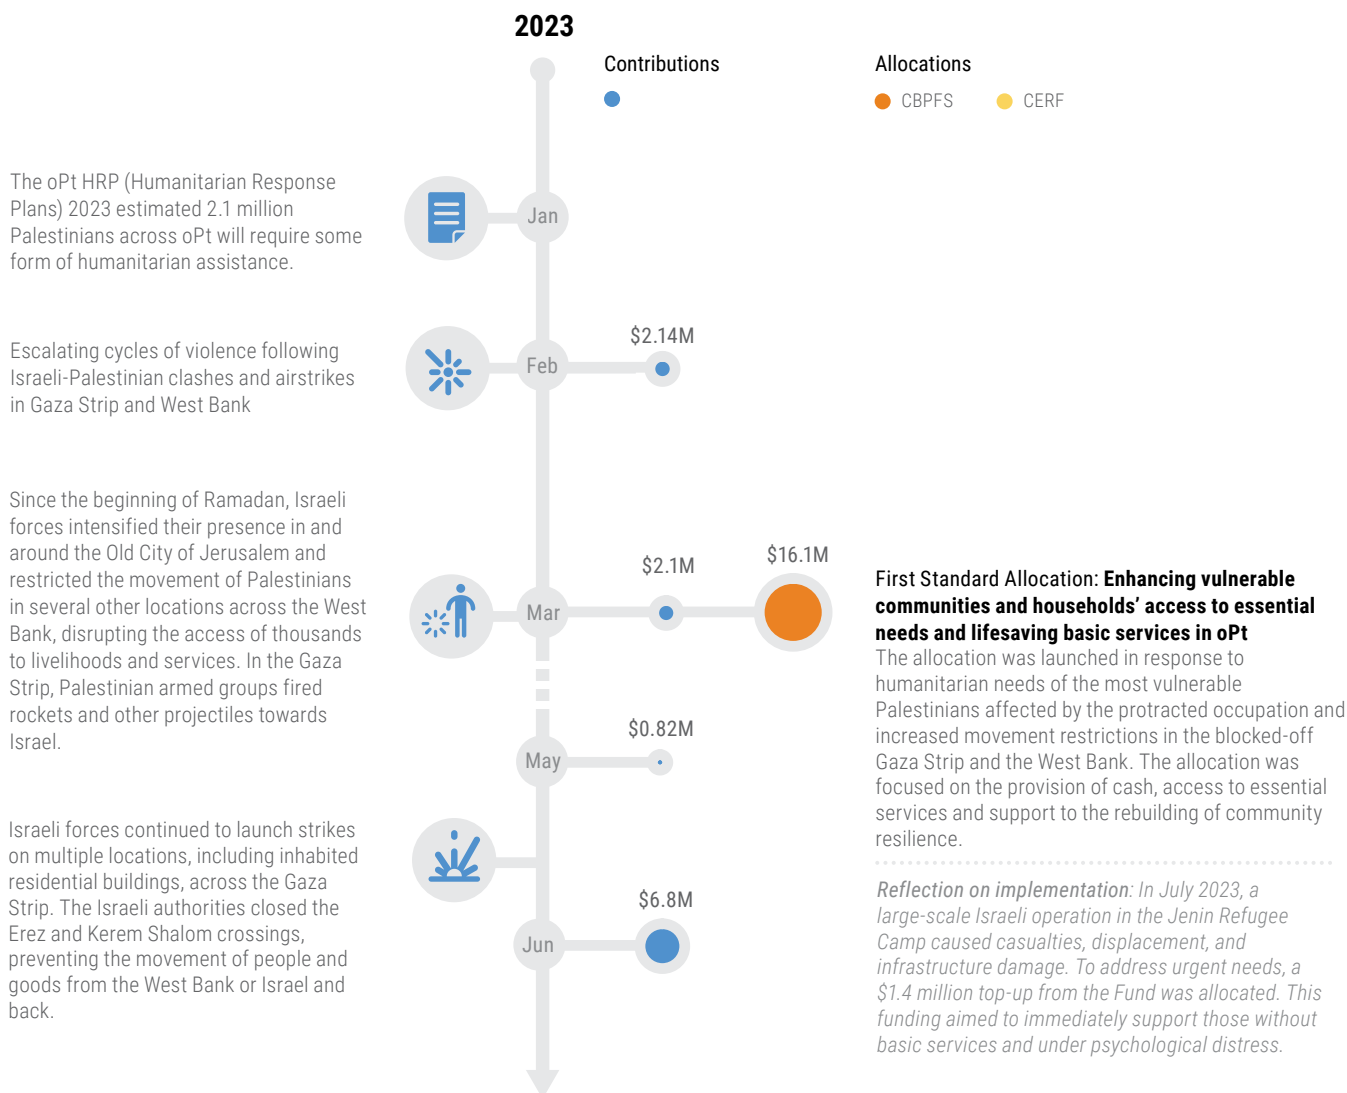 2023
Contributions
Allocations
CBPFS
CERF
The oPt HRP (Humanitarian Response
Plans) 2023 estimated 2.1 million
Palestinians across oPt will require some
form of humanitarian assistance.
Jan
Escalating cycles of violence following
Israeli-Palestinian clashes and airstrikes
in Gaza Strip and West Bank
Feb
$2.14M
Since the beginning of Ramadan, Israeli
forces intensified their presence in and
around the Old City of Jerusalem and
restricted the movement of Palestinians
in several other locations across the West
Bank, disrupting the access of thousands
to livelihoods and services. In the Gaza
Strip, Palestinian armed groups fired
rockets and other projectiles towards
Israel.
Mar
$2.1M
$16.1M
First Standard Allocation: Enhancing vulnerable
communities and households’ access to essential
needs and lifesaving basic services in oPt
The allocation was launched in response to
humanitarian needs of the most vulnerable
Palestinians affected by the protracted occupation and
increased movement restrictions in the blocked-off
Gaza Strip and the West Bank. The allocation was
focused on the provision of cash, access to essential
services and support to the rebuilding of community
resilience.
May
$0.82M
Israeli forces continued to launch strikes
on multiple locations, including inhabited
residential buildings, across the Gaza
Strip. The Israeli authorities closed the
Erez and Kerem Shalom crossings,
preventing the movement of people and
goods from the West Bank or Israel and
back.
Jun
$6.8M
Reflection on implementation: In July 2023, a
large-scale Israeli operation in the Jenin Refugee
Camp caused casualties, displacement, and
infrastructure damage. To address urgent needs, a
$1.4 million top-up from the Fund was allocated. This
funding aimed to immediately support those without
basic services and under psychological distress.